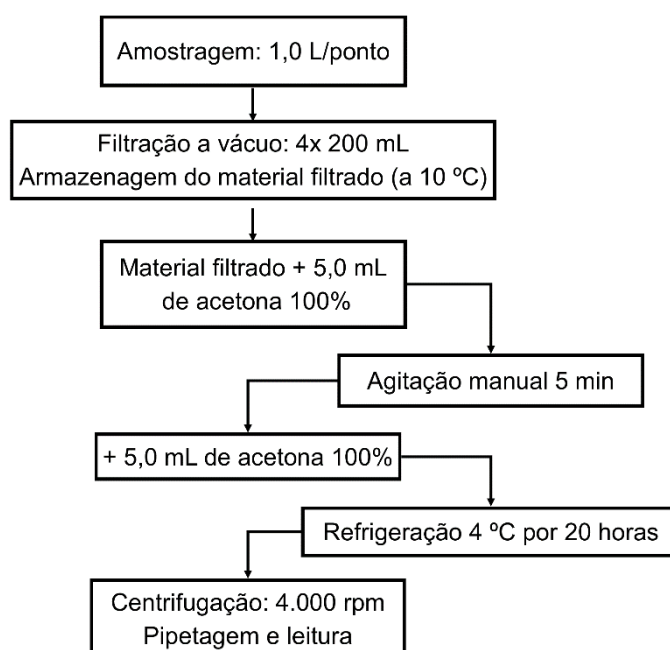 Amostragem: 1,0 L/ponto
Filtração a vácuo: 4x 200 mL
Armazenagem do material filtrado (a 10 ºC)
Material filtrado + 5,0 mL
de acetona 100%
Agitação manual 5 min
+ 5,0 mL de acetona 100%
Refrigeração 4 ºC por 20 horas
Centrifugação: 4.000 rpm
Pipetagem e leitura